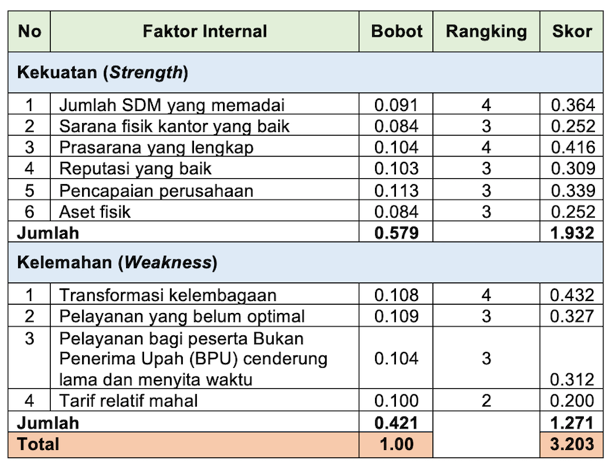 No Faktor Internal Bobot Rangking Skor
Kekuatan (Strength)
1 Jumlah SDM yang memadai 0.091 4 0.364
2 Sarana fisik kantor yang baik 0.084 3 0.252
3 Prasarana yang lengkap 0.104 4 0.416
4 Reputasi yang baik 0.103 3 0.309
5 Pencapaian perusahaan 0.113 3 0.339
6 Aset fisik 0.084 3 0.252
Jumlah 0.579 1.932
Kelemahan (Weakness)
1 Transformasi kelembagaan 0.108 4 0.432
2 Pelayanan yang belum optimal 0.109 3 0.327
3 Pelayanan bagi peserta Bukan
Penerima Upah (BPU) cenderung 0.104 3
lama dan menyita waktu 0.312
4 Tarif relatif mahal 0.100 2 0.200
Jumlah 0.421 1.271
Total 1.00 3.203